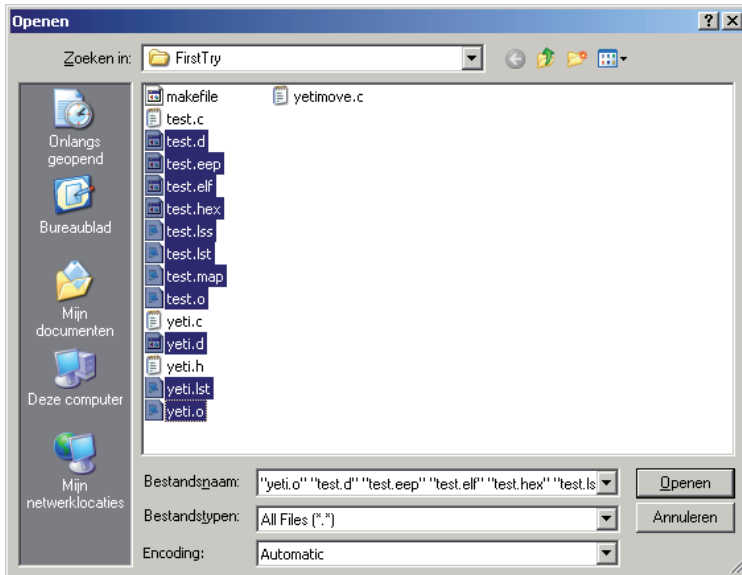 Openen
Zoeken in: FirstTry
Onlangs
geopend
Bureaublad
Mijn
documenten
Deze computer
Mijn
netwerklocaties
makefile
test.c
test.d
test.eep
test.elf
test.hex
test.lss
test.lst
test.map
test.o
yeti.c
yeti.d
yeti.h
yeti.lst
yeti.o
yetimove.c
Bestandsnaam: "yeti.o" "test.d" "test.eep" "test.elf" "test.hex" "test.ls Openen
Bestandstypen: All Files (*.*) Annuleren
Encoding: Automatic